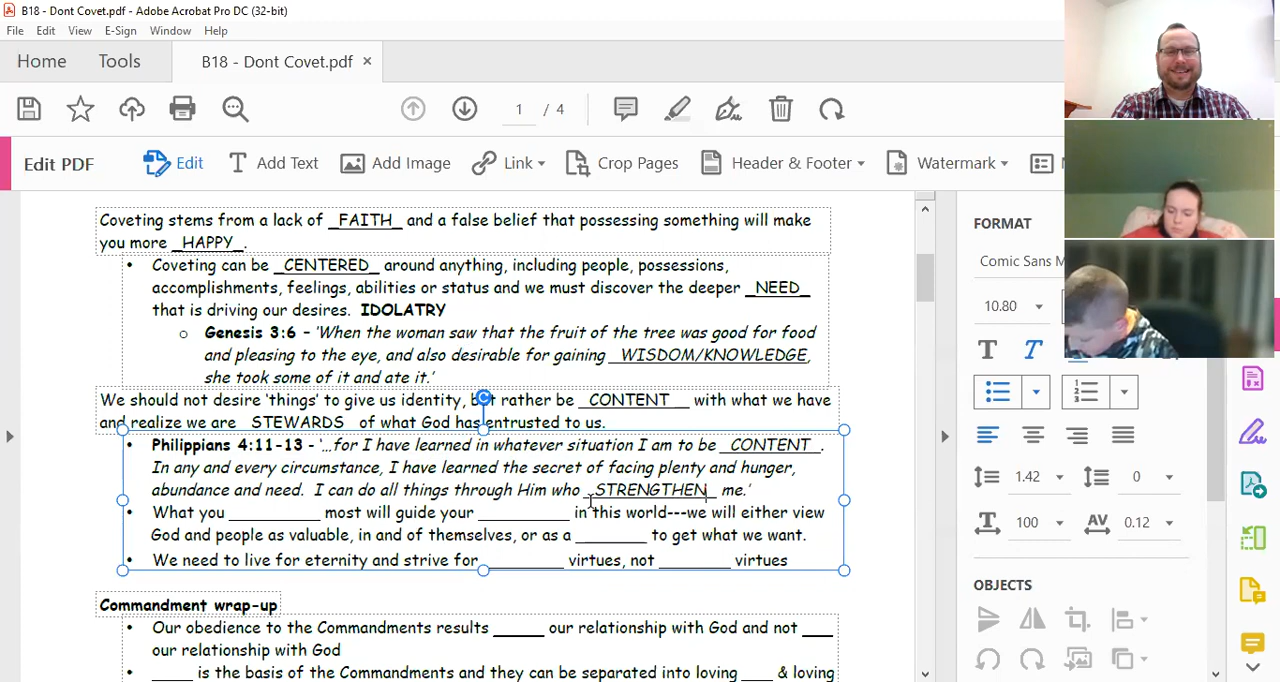 B18 - Dont Covet.pdf - Adobe Acrobat Pro DC (32-bit)
File Edit View E-Sign Window Help
Home Tools B18 - Dont Covet.pdf ×
1 / 4
Edit PDF Edit Add Text Add Image Link Crop Pages Header & Footer Watermark
Coveting stems from a lack of _FAITH_ and a false belief that possessing something will make
you more _HAPPY_.
• Coveting can be _CENTERED_ around anything, including people, possessions,
accomplishments, feelings, abilities or status and we must discover the deeper _NEED_
that is driving our desires. IDOLATRY
o Genesis 3:6 – 'When the woman saw that the fruit of the tree was good for food
and pleasing to the eye, and also desirable for gaining _WISDOM/KNOWLEDGE,
she took some of it and ate it.'
We should not desire 'things' to give us identity, but rather be _CONTENT _ with what we have
and realize we are _STEWARDS_ of what God has entrusted to us.
• Philippians 4:11-13 - '…for I have learned in whatever situation I am to be _CONTENT_.
In any and every circumstance, I have learned the secret of facing plenty and hunger,
abundance and need. I can do all things through Him who _STRENGTHEN_ me.'
• What you __________ most will guide your __________ in this world---we will either view
God and people as valuable, in and of themselves, or as a ________ to get what we want.
• We need to live for eternity and strive for ________ virtues, not ________ virtues
Commandment wrap-up
• Our obedience to the Commandments results _____ our relationship with God and not ___
our relationship with God
• ____ is the basis of the Commandments and they can be separated into loving ___ & loving
FORMAT
Comic Sans M
10.80
T T
1.42 0
100 AV 0.12
OBJECTS